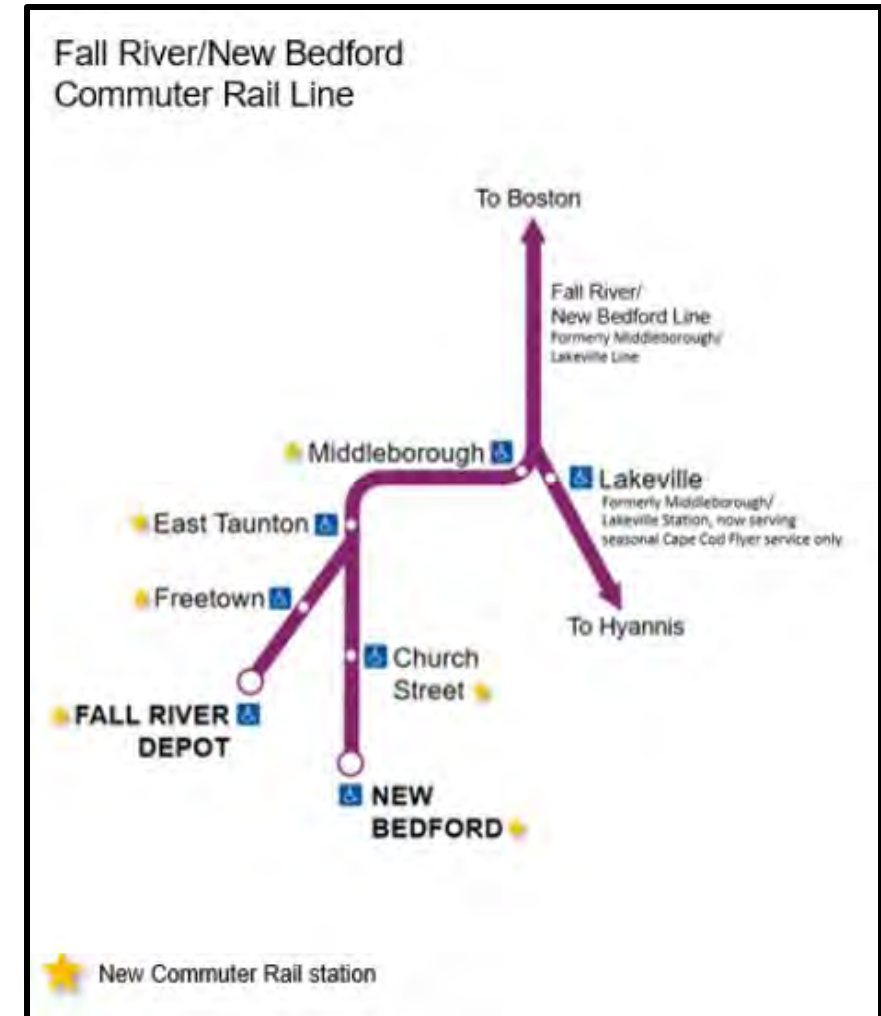 Fall River/New Bedford
Commuter Rail Line
To Boston
Fall River/
New Bedford Line
Formerly Middleborough/
Lakeville Line
Middleborough
Lakeville
Formerly Middleborough/
Lakeville Station, now serving
seasonal Cape Cod Flyer service only
East Taunton
Freetown
To Hyannis
Church
Street
FALL RIVER
DEPOT
NEW
BEDFORD
New Commuter Rail station